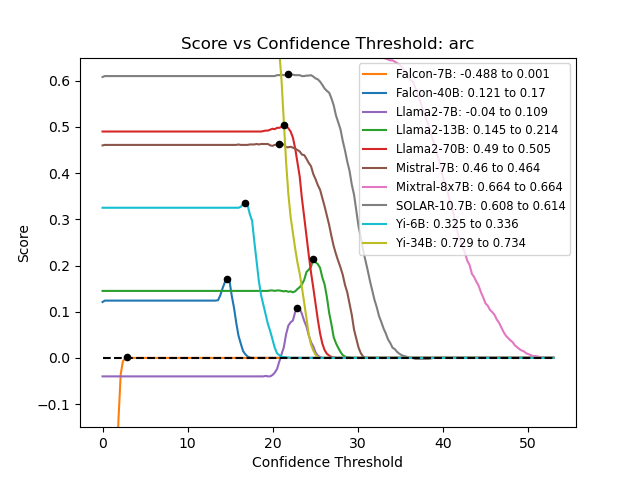 Score vs Confidence Threshold: arc
Falcon-7B: -0.488 to 0.001
Falcon-40B: 0.121 to 0.17
Llama2-7B: -0.04 to 0.109
Llama2-13B: 0.145 to 0.214
Llama2-70B: 0.49 to 0.505
Mistral-7B: 0.46 to 0.464
Mixtral-8x7B: 0.664 to 0.664
SOLAR-10.7B: 0.608 to 0.614
Yi-6B: 0.325 to 0.336
Yi-34B: 0.729 to 0.734
Score
0.6
0.5
0.4
0.3
0.2
0.1
0.0
−0.1
0 10 20 30 40 50
Confidence Threshold